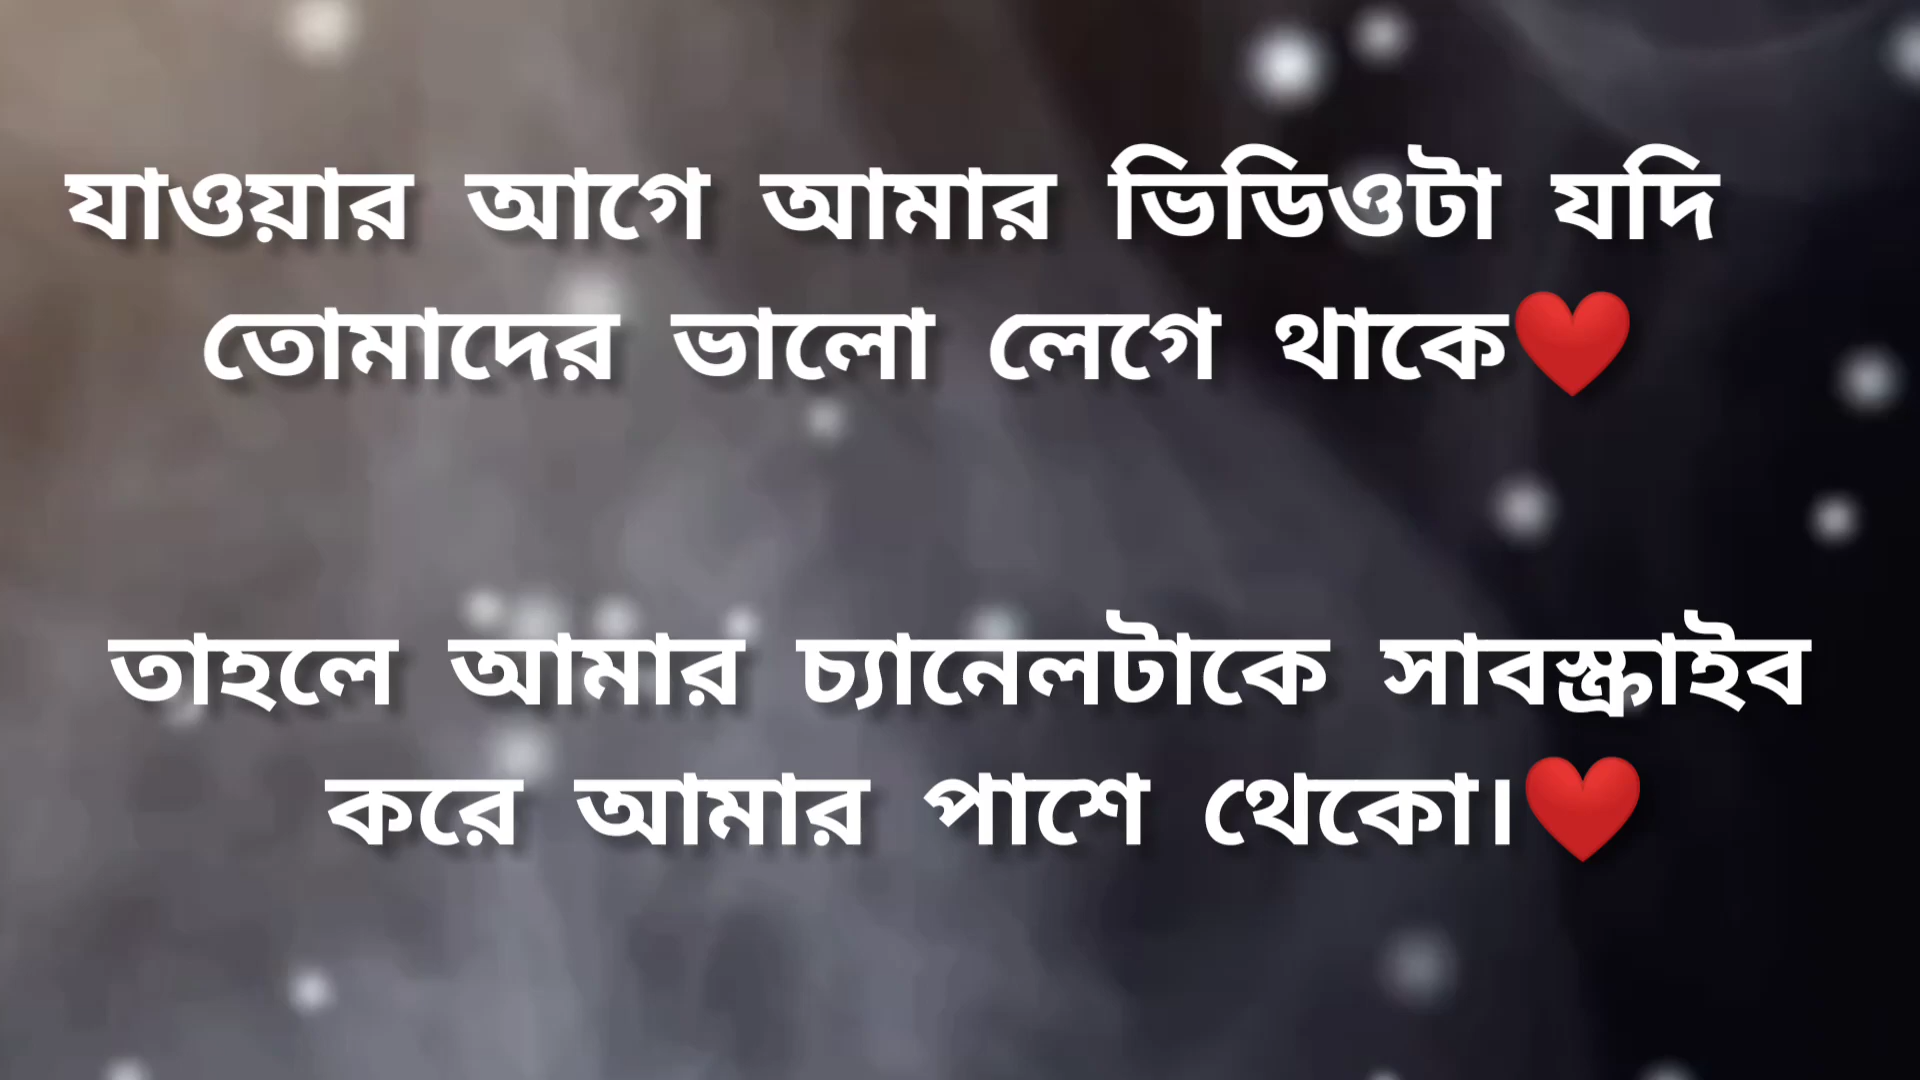 যাওয়ার আগে আমার ভিডিওটা যদি
তোমাদের ভালো লেগে থাকে❤️
তাহলে আমার চ্যানেলটাকে সাবস্ক্রাইব
করে আমার পাশে থেকো।❤️